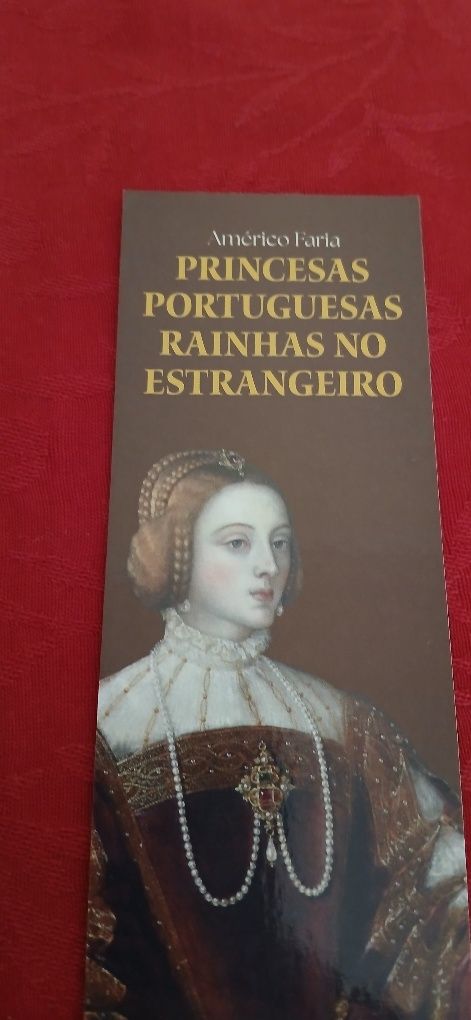 Américo Faria
PRINCESAS
PORTUGUESAS
RAINHAS NO
ESTRANGEIRO